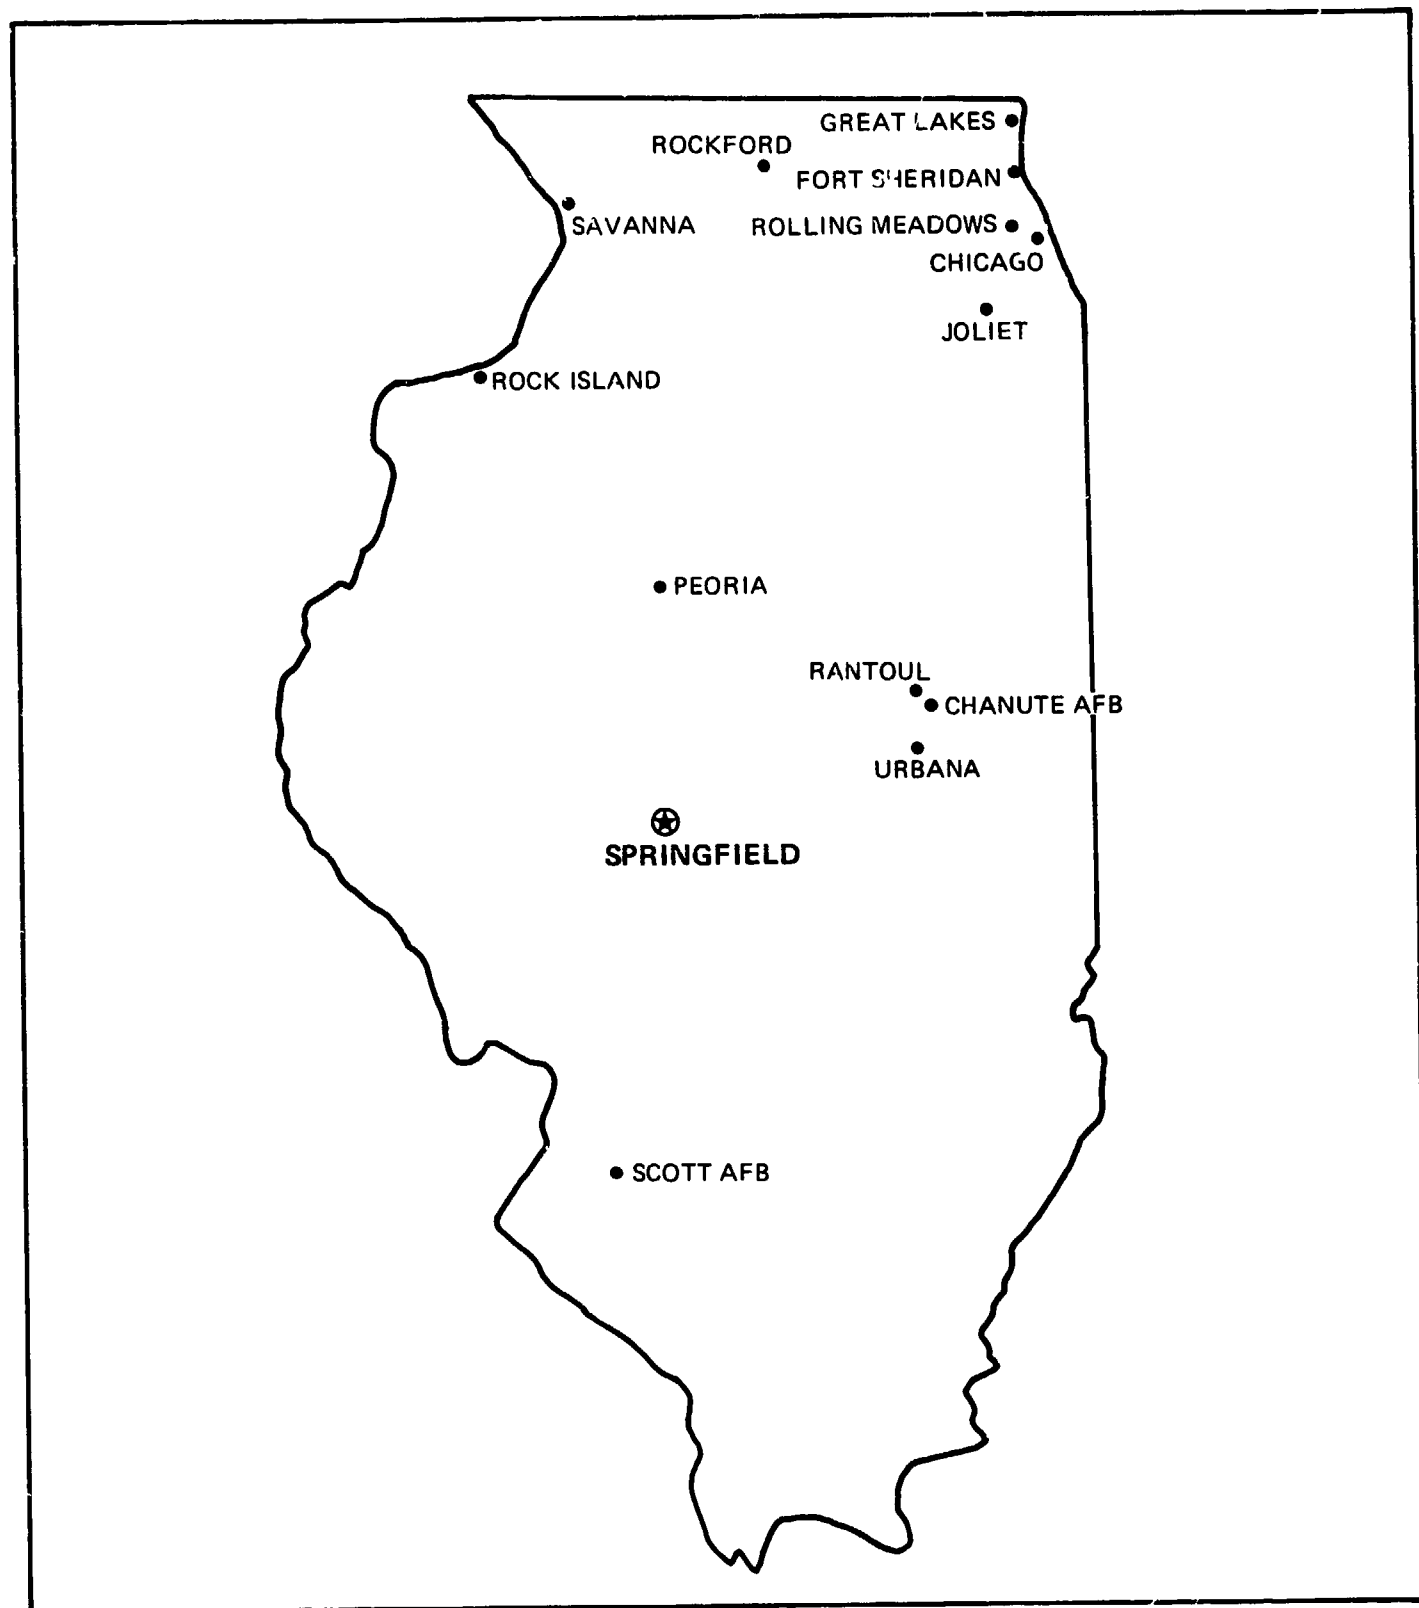 GREAT LAKES
ROCKFORD
FORT SHERIDAN
SAVANNA
ROLLING MEADOWS
CHICAGO
JOLIET
ROCK ISLAND
PEORIA
RANTOUL
CHANUTE AFB
URBANA
SPRINGFIELD
SCOTT AFB